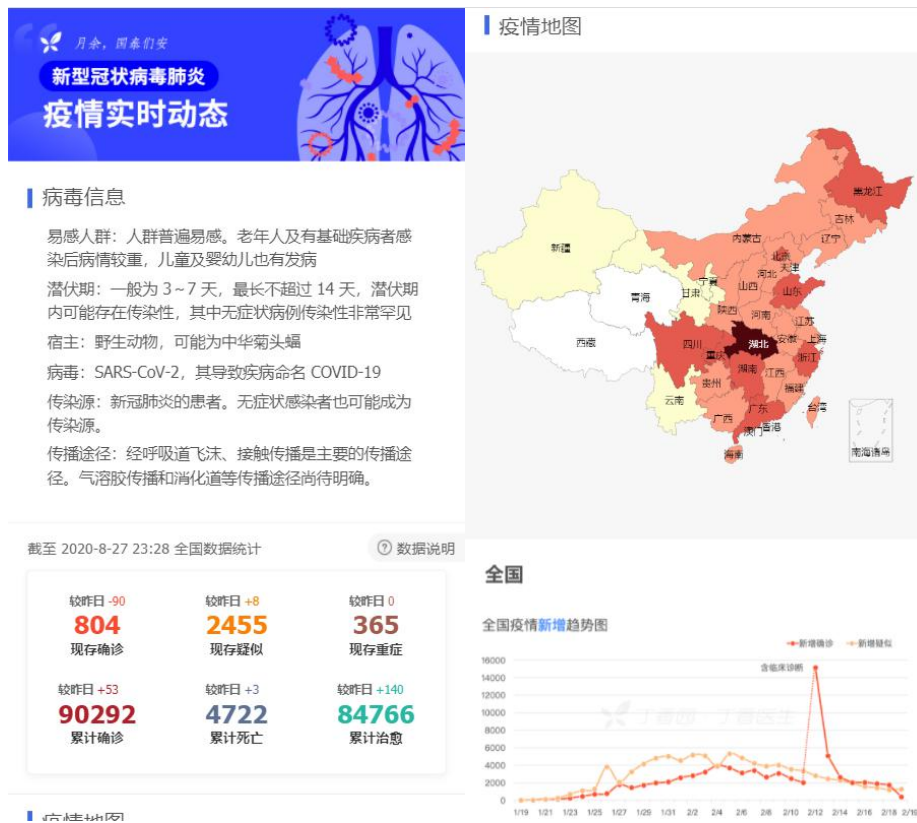 月余，国泰们安
新型冠状病毒肺炎
疫情实时动态
病毒信息
易感人群：人群普遍易感。老年人及有基础疾病者感
染后病情较重，儿童及婴幼儿也有发病
潜伏期：一般为 3～7 天，最长不超过 14 天，潜伏期
内可能存在传染性，其中无症状病例传染性非常罕见
宿主：野生动物，可能为中华菊头蝠
病毒：SARS-CoV-2，其导致疾病命名 COVID-19
传染源：新冠肺炎的患者。无症状感染者也可能成为
传染源。
传播途径：经呼吸道飞沫、接触传播是主要的传播途
径。气溶胶传播和消化道等传播途径尚待明确。
截至 2020-8-27 23:28 全国数据统计
? 数据说明
较昨日 -90 较昨日 +8 较昨日 0
804 2455 365
现存确诊 现存疑似 现存重症
较昨日 +53 较昨日 +3 较昨日 +140
90292 4722 84766
累计确诊 累计死亡 累计治愈
疫情地图
疫情地图
黑龙江
吉林
辽宁
内蒙古
北京
天津
河北
新疆
宁夏
甘肃
山西
山东
青海
陕西
河南
江苏
西藏
四川
重庆
湖北
安徽
上海
浙江
湖南
江西
贵州
福建
云南
广西
广东
台湾
澳门
香港
海南
南海诸岛
全国
全国疫情新增趋势图
新增确诊 新增疑似
含临床诊断
16000
14000
12000
10000
8000
6000
4000
2000
0
丁香园 丁香医生
1/19 1/21 1/23 1/25 1/27 1/29 1/31 2/2 2/4 2/6 2/8 2/10 2/12 2/14 2/16 2/18 2/19